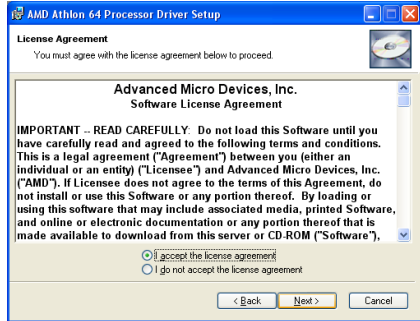 AMD Athlon 64 Processor Driver Setup
License Agreement
You must agree with the license agreement below to proceed.
Advanced Micro Devices, Inc.
Software License Agreement
IMPORTANT -- READ CAREFULLY: Do not load this Software until you
have carefully read and agreed to the following terms and conditions.
This is a legal agreement ("Agreement") between you (either an
individual or an entity) ("Licensee") and Advanced Micro Devices, Inc.
("AMD"). If Licensee does not agree to the terms of this Agreement, do
not install or use this Software or any portion thereof. By loading or
using this software that may include associated media, printed Software,
and online or electronic documentation or any portion thereof that is
made available to download from this server or CD-ROM ("Software"),
I accept the license agreement
I do not accept the license agreement
< Back
Next >
Cancel